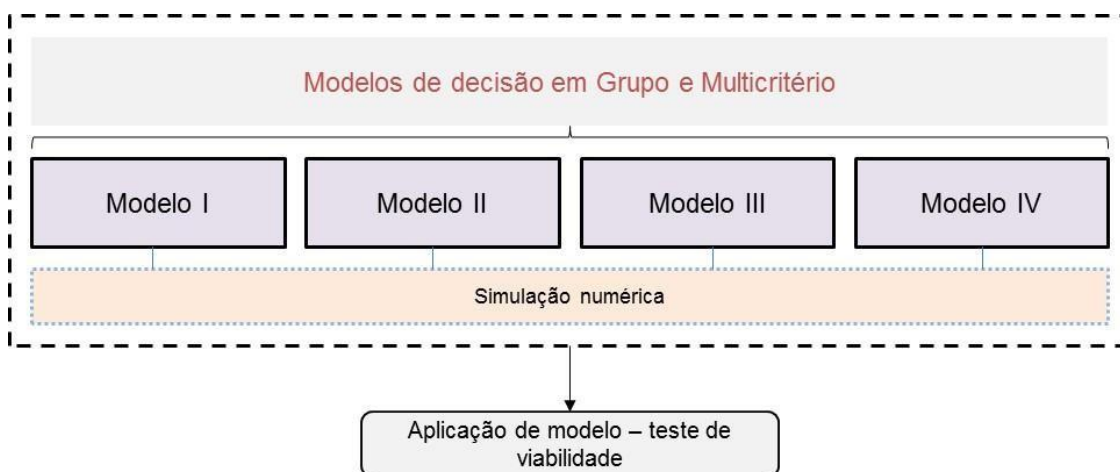 Modelos de decisão em Grupo e Multicritério
Modelo I
Modelo II
Modelo III
Modelo IV
Simulação numérica
Aplicação de modelo – teste de
viabilidade